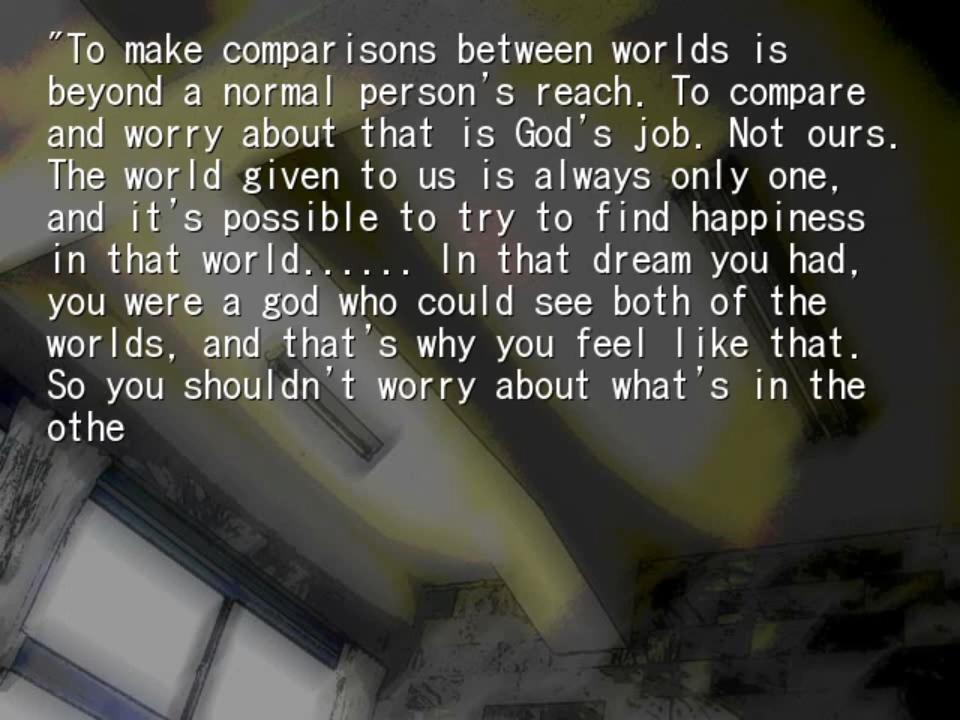 "To make comparisons between worlds is
beyond a normal person's reach. To compare
and worry about that is God's job. Not ours.
The world given to us is always only one,
and it's possible to try to find happiness
in that world...... In that dream you had,
you were a god who could see both of the
worlds, and that's why you feel like that.
So you shouldn't worry about what's in the
othe